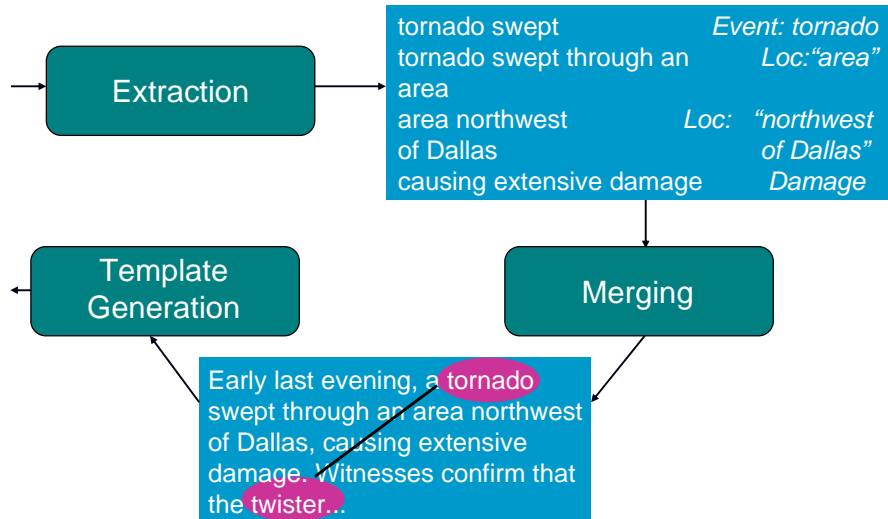 Extraction
tornado swept Event: tornado
tornado swept through an Loc:“area”
area
area northwest Loc: “northwest
of Dallas of Dallas”
causing extensive damage Damage
Template
Generation
Merging
Early last evening, a tornado
swept through an area northwest
of Dallas, causing extensive
damage. Witnesses confirm that
the twister...